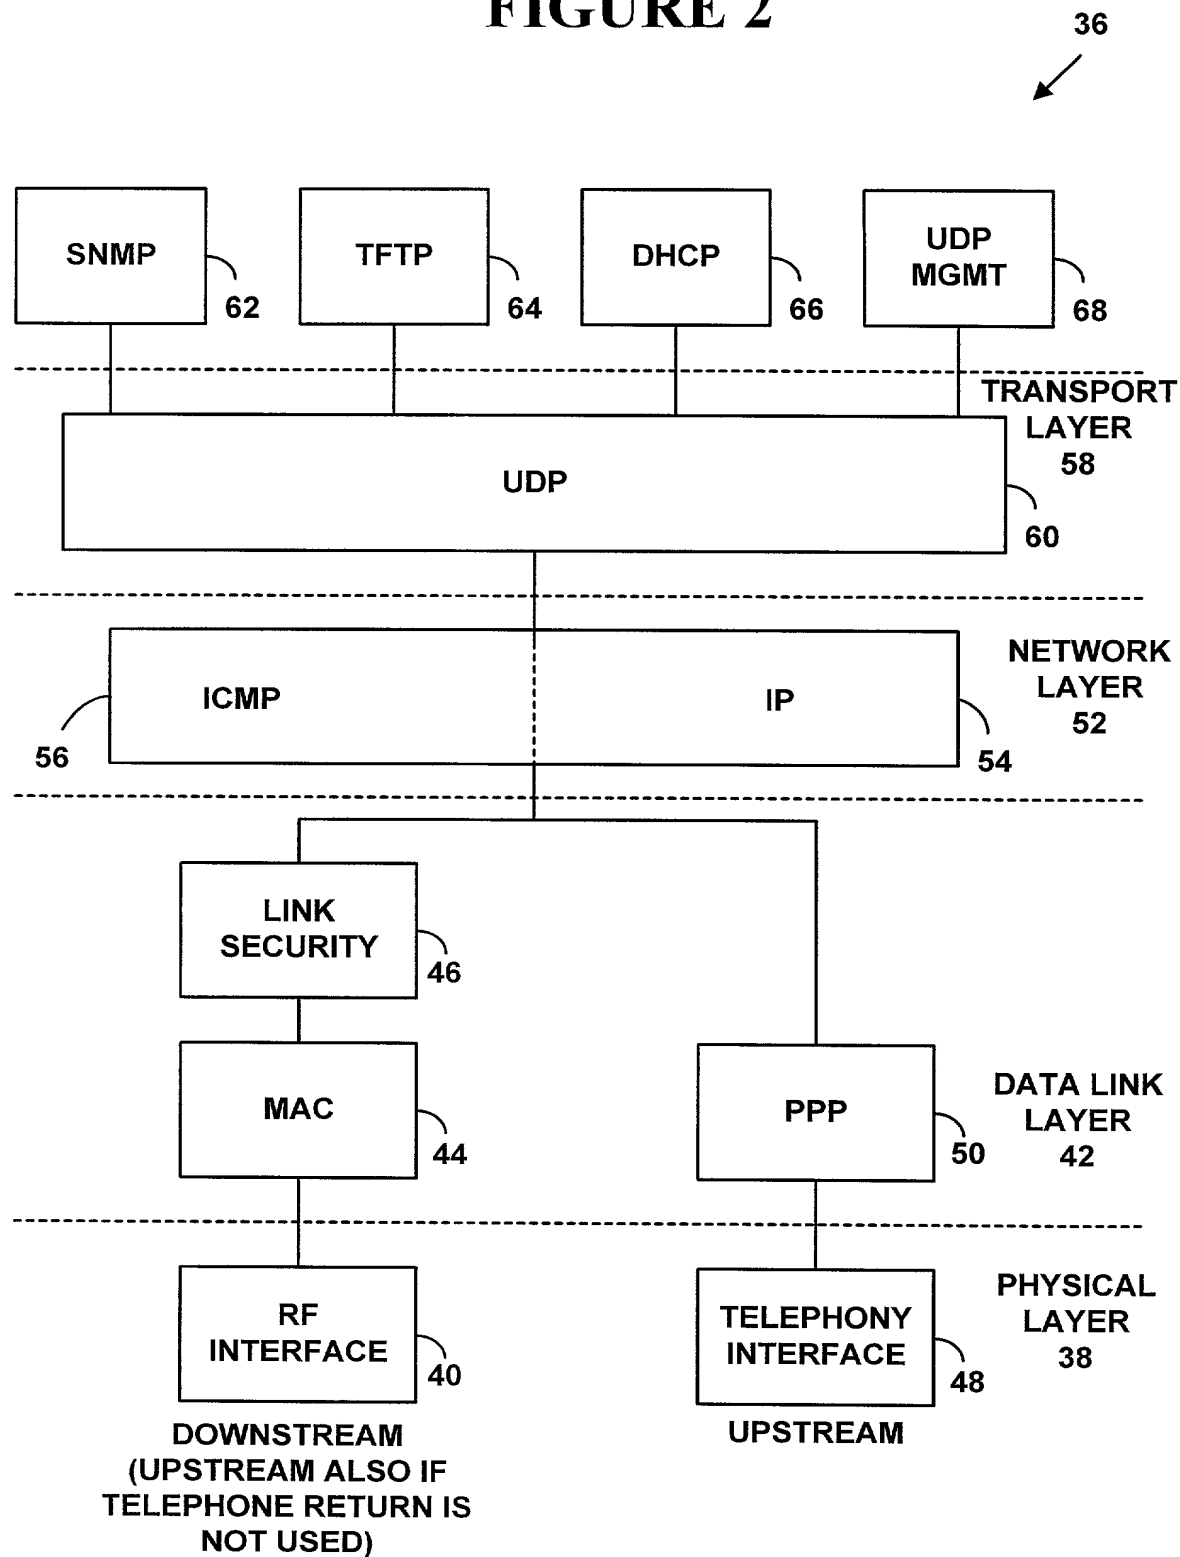 FIGURE 2
36
SNMP
62
TFTP
64
DHCP
66
UDP
MGMT
68
TRANSPORT
LAYER
58
UDP
60
NETWORK
LAYER
52
ICMP
56
IP
54
LINK
SECURITY
46
MAC
44
PPP
50
DATA LINK
LAYER
42
RF
INTERFACE
40
TELEPHONY
INTERFACE
48
PHYSICAL
LAYER
38
DOWNSTREAM
(UPSTREAM ALSO IF
TELEPHONE RETURN IS
NOT USED)
UPSTREAM